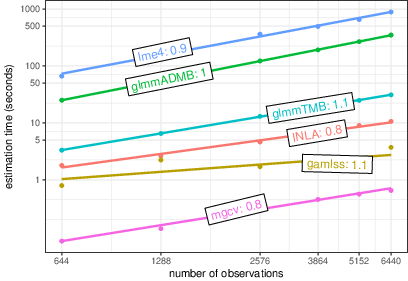 1000
500
100
50
10
5
1
estimation time (seconds)
lme4: 0.9
glmmADMB: 1
glmmTMB: 1.1
INLA: 0.8
gamlss: 1.1
mgcv: 0.8
644
1288
2576
3864
5152
6440
number of observations